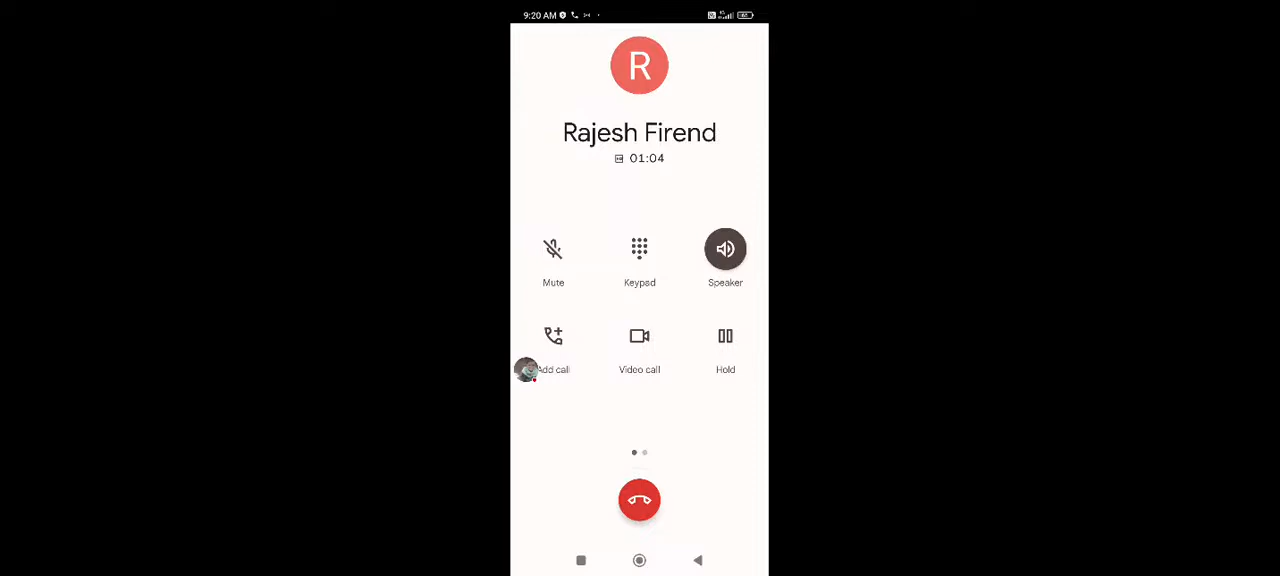 9:20 AM
R
Rajesh Firend
01:04
Mute Keypad Speaker
Add call Video call Hold